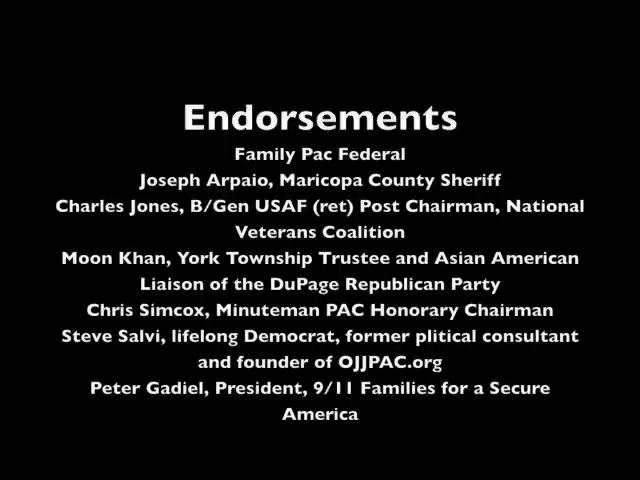 Endorsements
Family Pac Federal
Joseph Arpaio, Maricopa County Sheriff
Charles Jones, B/Gen USAF (ret) Post Chairman, National
Veterans Coalition
Moon Khan, York Township Trustee and Asian American
Liaison of the DuPage Republican Party
Chris Simcox, Minuteman PAC Honorary Chairman
Steve Salvi, lifelong Democrat, former plitical consultant
and founder of OJJPAC.org
Peter Gadiel, President, 9/11 Families for a Secure
America